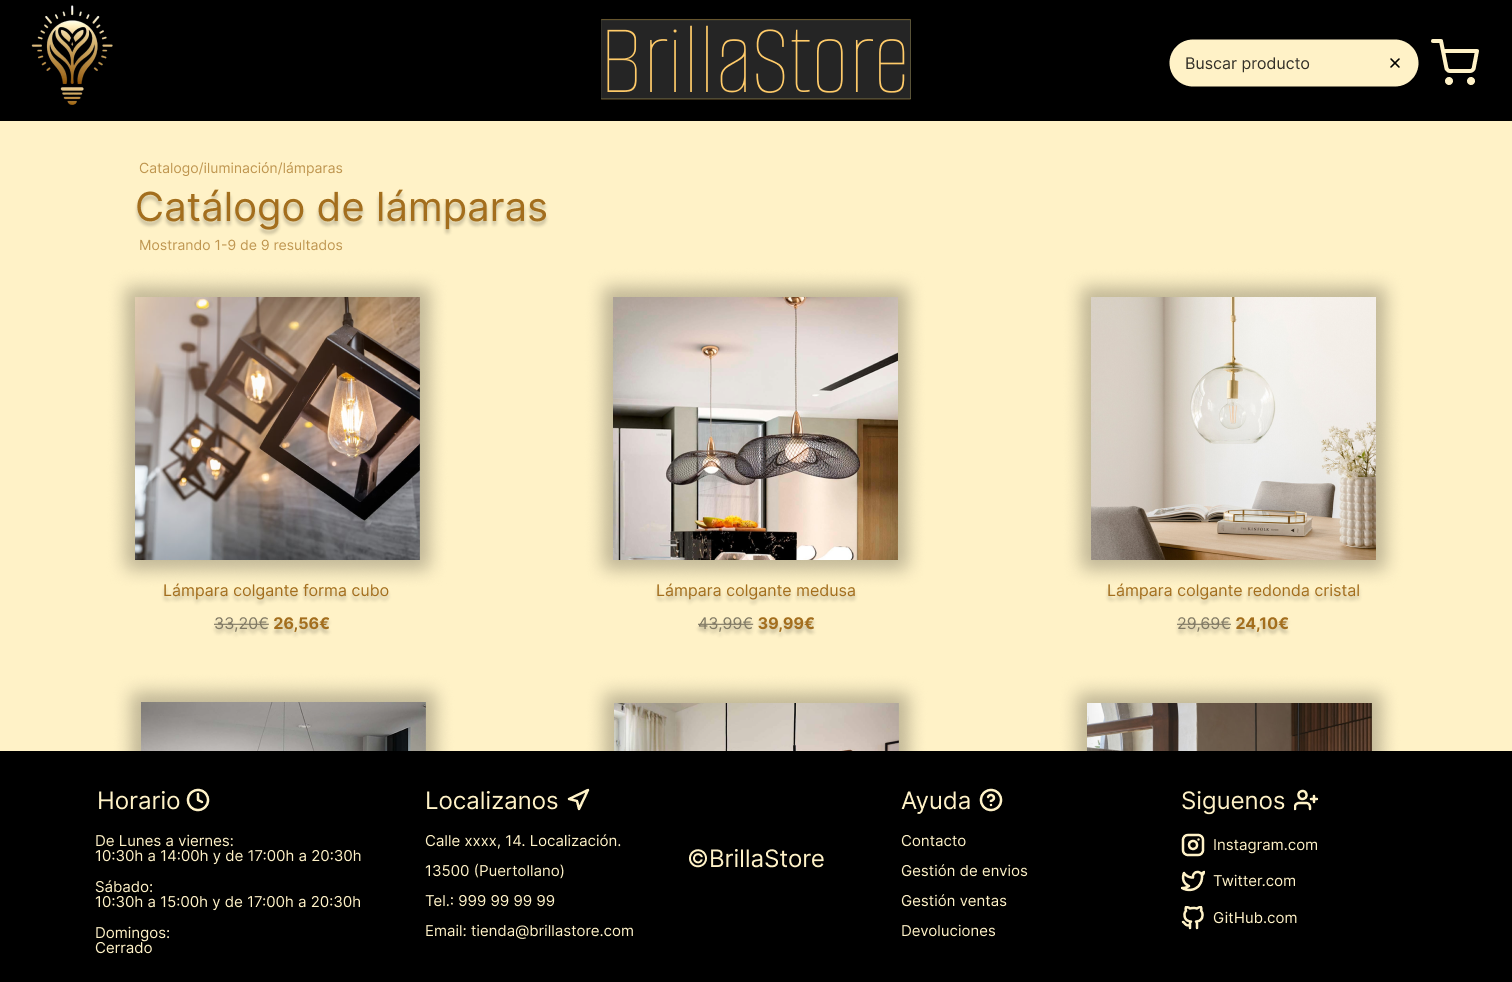 BrillaStore
Buscar producto
Catalogo/iluminación/lámparas
Catálogo de lámparas
Mostrando 1-9 de 9 resultados
Lámpara colgante forma cubo
33,20€ 26,56€
Lámpara colgante medusa
43,99€ 39,99€
Lámpara colgante redonda cristal
29,69€ 24,10€
Horario
De Lunes a viernes:
10:30h a 14:00h y de 17:00h a 20:30h
Sábado:
10:30h a 15:00h y de 17:00h a 20:30h
Domingos:
Cerrado
Localizanos
Calle xxxx, 14. Localización.
13500 (Puertollano)
Tel.: 999 99 99 99
Email: tienda@brillastore.com
©BrillaStore
Ayuda
Contacto
Gestión de envios
Gestión ventas
Devoluciones
Siguenos
Instagram.com
Twitter.com
GitHub.com